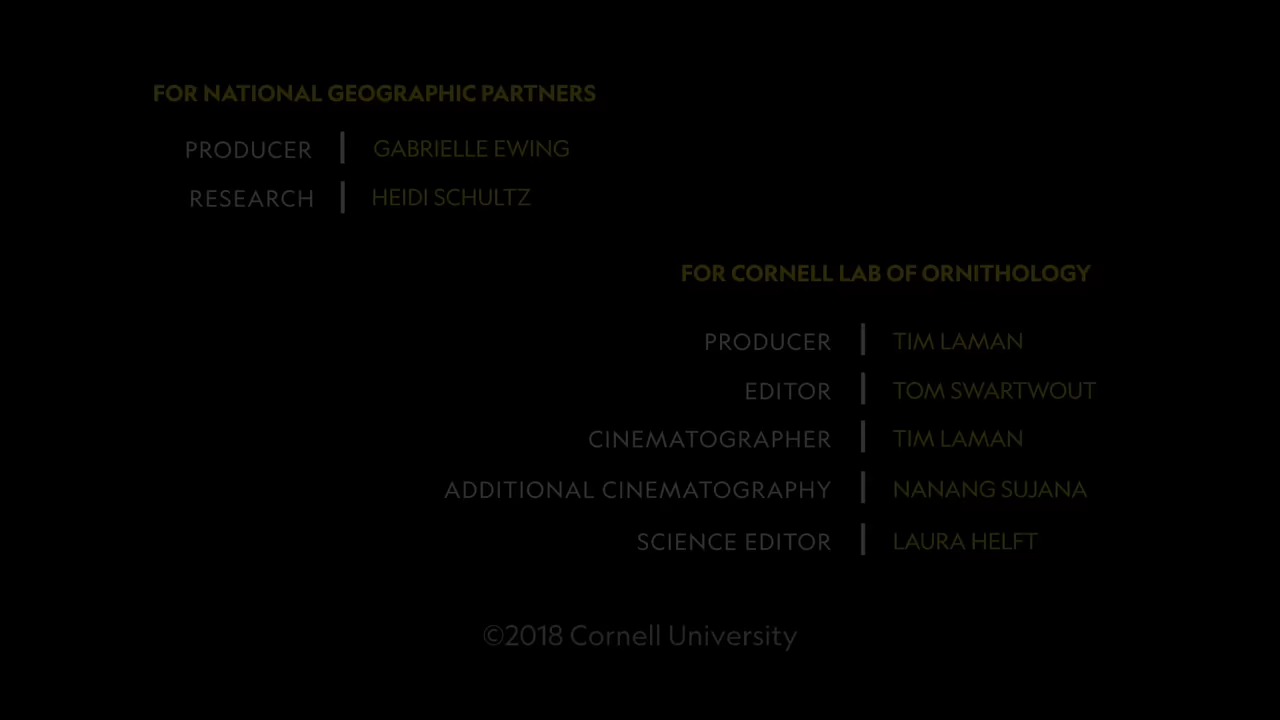 FOR NATIONAL GEOGRAPHIC PARTNERS
PRODUCER | GABRIELLE EWING
RESEARCH | HEIDI SCHULTZ
FOR CORNELL LAB OF ORNITHOLOGY
PRODUCER | TIM LAMAN
EDITOR | TOM SWARTWOUT
CINEMATOGRAPHER | TIM LAMAN
ADDITIONAL CINEMATOGRAPHY | NANANG SUJANA
SCIENCE EDITOR | LAURA HELFT
©2018 Cornell University